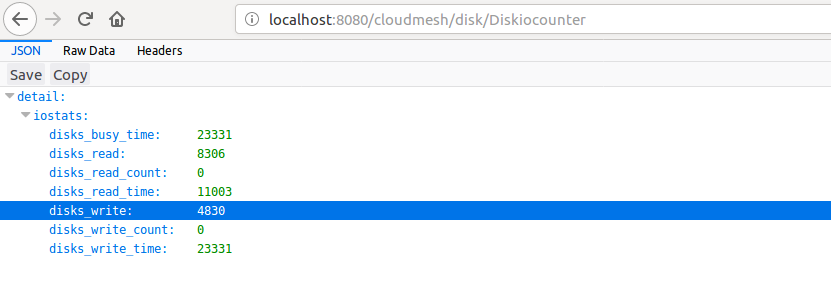 localhost:8080/cloudmesh/disk/Diskiocounter
JSON Raw Data Headers
Save Copy
detail:
iostats:
disks_busy_time: 23331
disks_read: 8306
disks_read_count: 0
disks_read_time: 11003
disks_write: 4830
disks_write_count: 0
disks_write_time: 23331